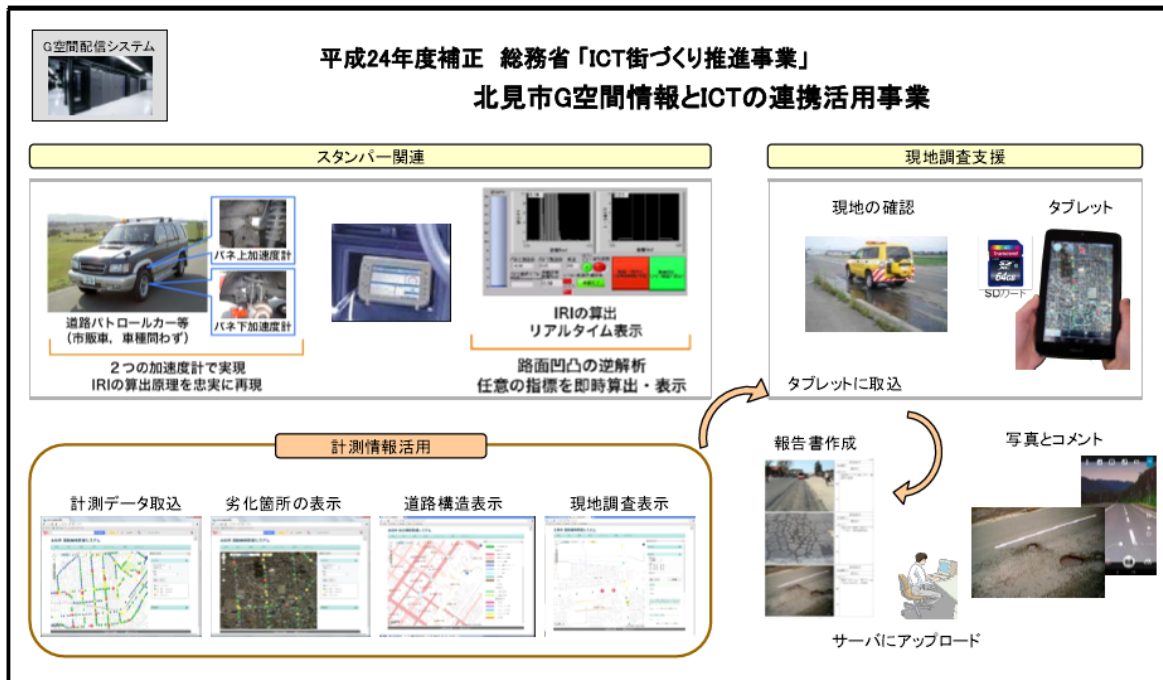 G空間配信システム
平成24年度補正 総務省「ICT街づくり推進事業」
北見市G空間情報とICTの連携活用事業
スタンパー関連
バネ上加速度計
バネ下加速度計
道路パトロールカー等
(市販車,車種問わず)
2つの加速度計で実現
IRIの算出原理を忠実に再現
IRIの算出
リアルタイム表示
路面凹凸の逆解析
任意の指標を即時算出・表示
現地調査支援
現地の確認
タブレット
Transcend
64GB
SDカード
タブレットに取込
計測情報活用
計測データ取込
劣化箇所の表示
道路構造表示
現地調査表示
報告書作成
写真とコメント
サーバにアップロード